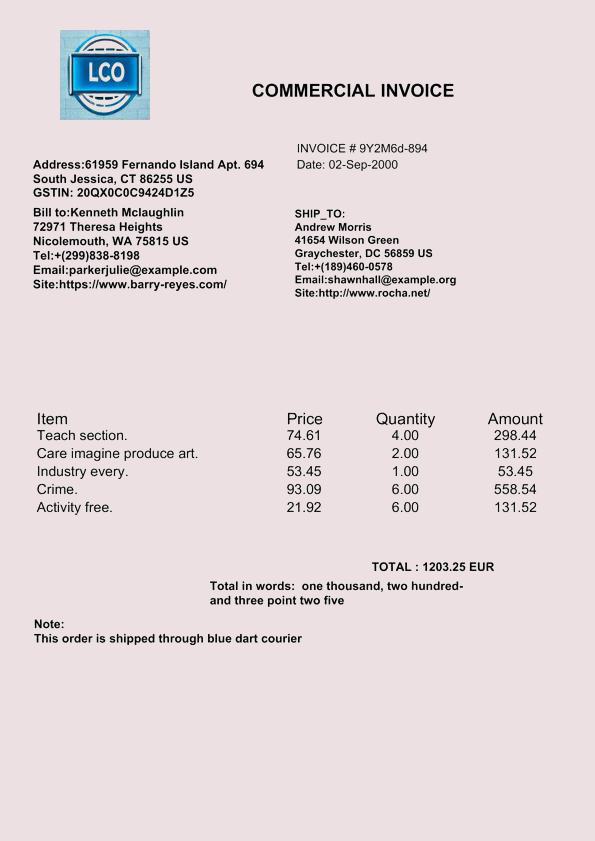 LCO
COMMERCIAL INVOICE
INVOICE # 9Y2M6d-894
Date: 02-Sep-2000
Address:61959 Fernando Island Apt. 694
South Jessica, CT 86255 US
GSTIN: 20QX0C0C9424D1Z5
Bill to:Kenneth Mclaughlin
72971 Theresa Heights
Nicolemouth, WA 75815 US
Tel:+(299)838-8198
Email:parkerjulie@example.com
Site:https://www.barry-reyes.com/
SHIP_TO:
Andrew Morris
41654 Wilson Green
Graychester, DC 56859 US
Tel:+(189)460-0578
Email:shawnhall@example.org
Site:http://www.rocha.net/
Item Price Quantity Amount
Teach section. 74.61 4.00 298.44
Care imagine produce art. 65.76 2.00 131.52
Industry every. 53.45 1.00 53.45
Crime. 93.09 6.00 558.54
Activity free. 21.92 6.00 131.52
TOTAL : 1203.25 EUR
Total in words:  one thousand, two hundred-
and three point two five
Note:
This order is shipped through blue dart courier